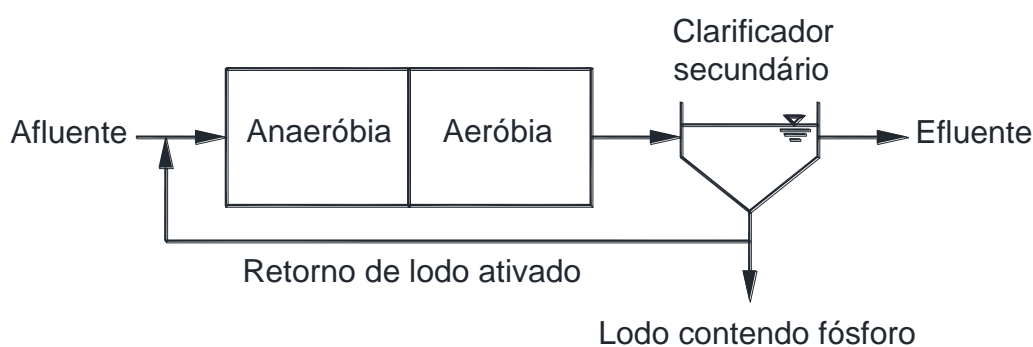 Clarificador
secundário
Afluente
Anaeróbia
Aeróbia
Efluente
Retorno de lodo ativado
Lodo contendo fósforo